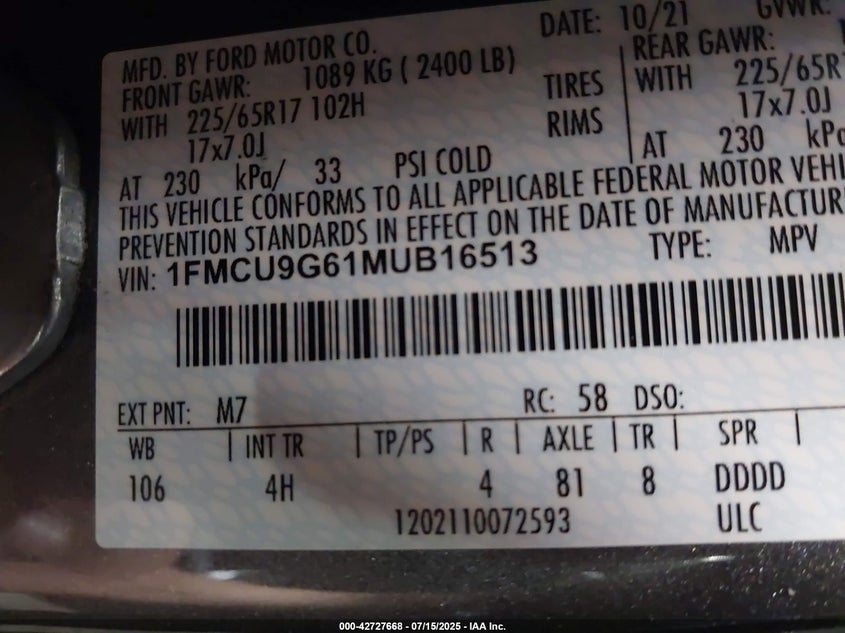 DATE: 10/21 GVWR:
MFD. BY FORD MOTOR CO.
FRONT GAWR: 1089 KG ( 2400 LB) REAR GAWR:
WITH 225/65R17 102H TIRES WITH 225/65R
17x7.0J RIMS 17x7.0J
AT 230 kPa/ 33 PSI COLD AT 230 kPa
THIS VEHICLE CONFORMS TO ALL APPLICABLE FEDERAL MOTOR VEHI
PREVENTION STANDARDS IN EFFECT ON THE DATE OF MANUFACTUR
VIN: 1FMCU9G61MUB16513 TYPE: MPV
EXT PNT: M7 RC: 58 DSO:
WB | INT TR | TP/PS | R | AXLE | TR | SPR |
106 4H 4 81 8 DDDD
1202110072593 ULC
000-42727668 - 07/15/2025 - IAA Inc.